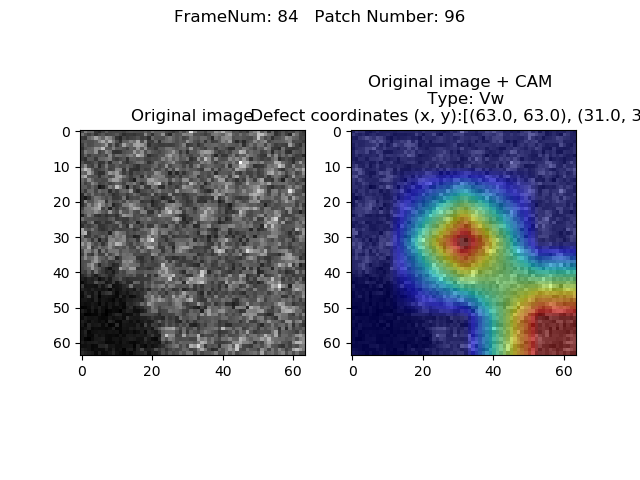 FrameNum: 84   Patch Number: 96
Original image + CAM
Type: Vw
Original image
Defect coordinates (x, y):[(63.0, 63.0), (31.0, 3
0
10
20
30
40
50
60
0 20 40 60
0
10
20
30
40
50
60
0 20 40 60